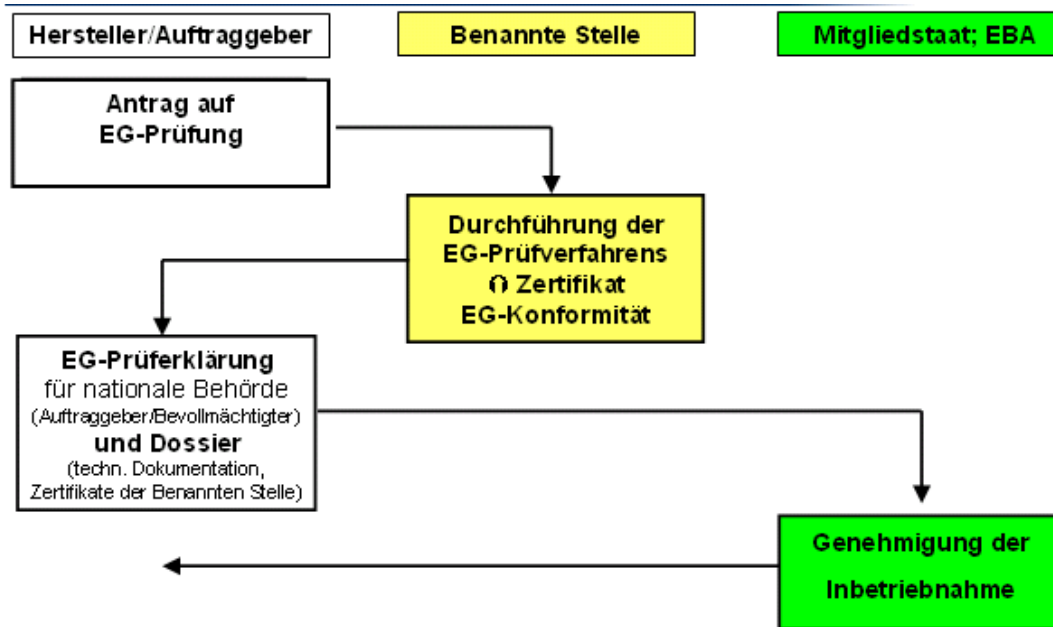 Hersteller/Auftraggeber
Benannte Stelle
Mitgliedstaat; EBA
Antrag auf
EG-Prüfung
Durchführung der
EG-Prüfverfahrens
∩ Zertifikat
EG-Konformität
EG-Prüferklärung
für nationale Behörde
(Auftraggeber/Bevollmächtigter)
und Dossier
(techn. Dokumentation,
Zertifikate der Benannten Stelle)
Genehmigung der
Inbetriebnahme